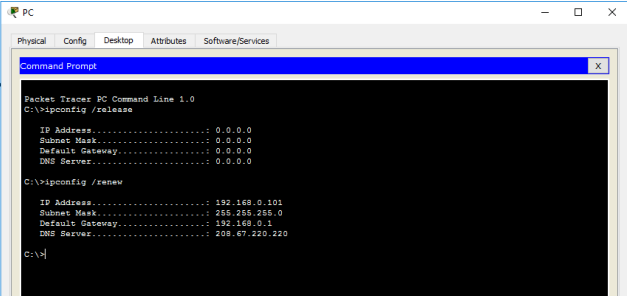 PC
Physical Config Desktop Attributes Software/Services
Command Prompt X
Packet Tracer PC Command Line 1.0
C:\>ipconfig /release
IP Address......................: 0.0.0.0
Subnet Mask.....................: 0.0.0.0
Default Gateway.................: 0.0.0.0
DNS Server......................: 0.0.0.0
C:\>ipconfig /renew
IP Address......................: 192.168.0.101
Subnet Mask.....................: 255.255.255.0
Default Gateway.................: 192.168.0.1
DNS Server......................: 208.67.220.220
C:\>